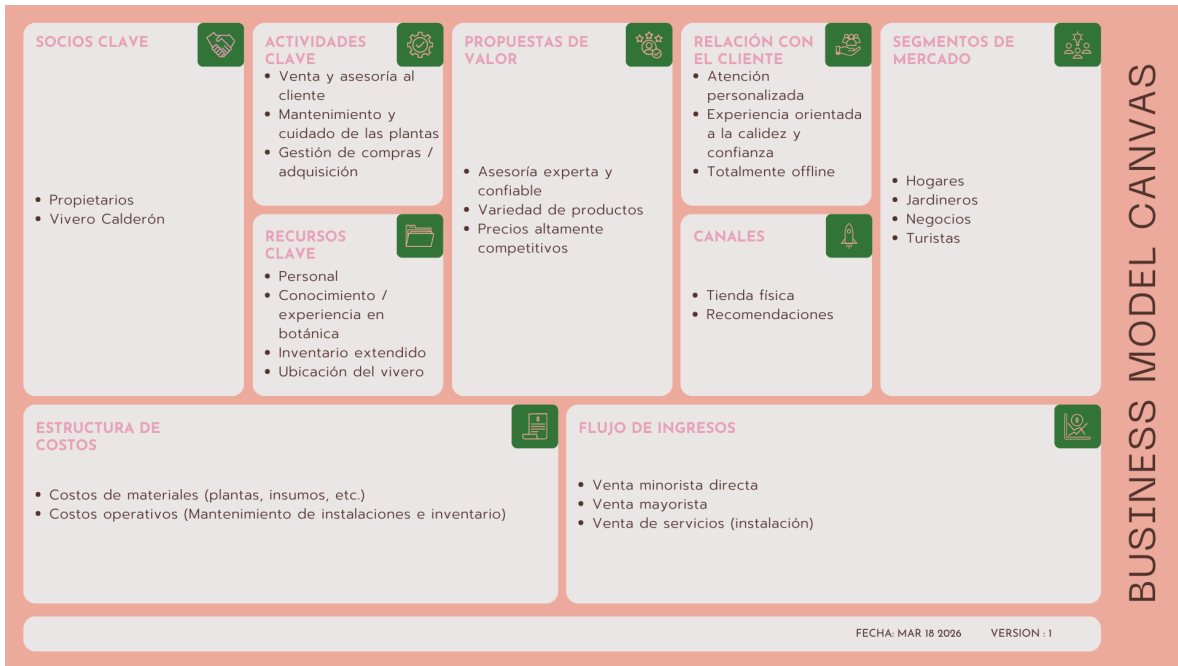 SOCIOS CLAVE
• Propietarios
• Vivero Calderón
ACTIVIDADES
CLAVE
• Venta y asesoría al
cliente
• Mantenimiento y
cuidado de las plantas
• Gestión de compras /
adquisición
RECURSOS
CLAVE
• Personal
• Conocimiento /
experiencia en
botánica
• Inventario extendido
• Ubicación del vivero
PROPUESTAS DE
VALOR
• Asesoría experta y
confiable
• Variedad de productos
• Precios altamente
competitivos
RELACIÓN CON
EL CLIENTE
• Atención
personalizada
• Experiencia orientada
a la calidez y
confianza
• Totalmente offline
CANALES
• Tienda física
• Recomendaciones
SEGMENTOS DE
MERCADO
• Hogares
• Jardineros
• Negocios
• Turistas
ESTRUCTURA DE
COSTOS
• Costos de materiales (plantas, insumos, etc.)
• Costos operativos (Mantenimiento de instalaciones e inventario)
FLUJO DE INGRESOS
• Venta minorista directa
• Venta mayorista
• Venta de servicios (instalación)
FECHA: MAR 18 2026 VERSION : 1
BUSINESS MODEL CANVAS